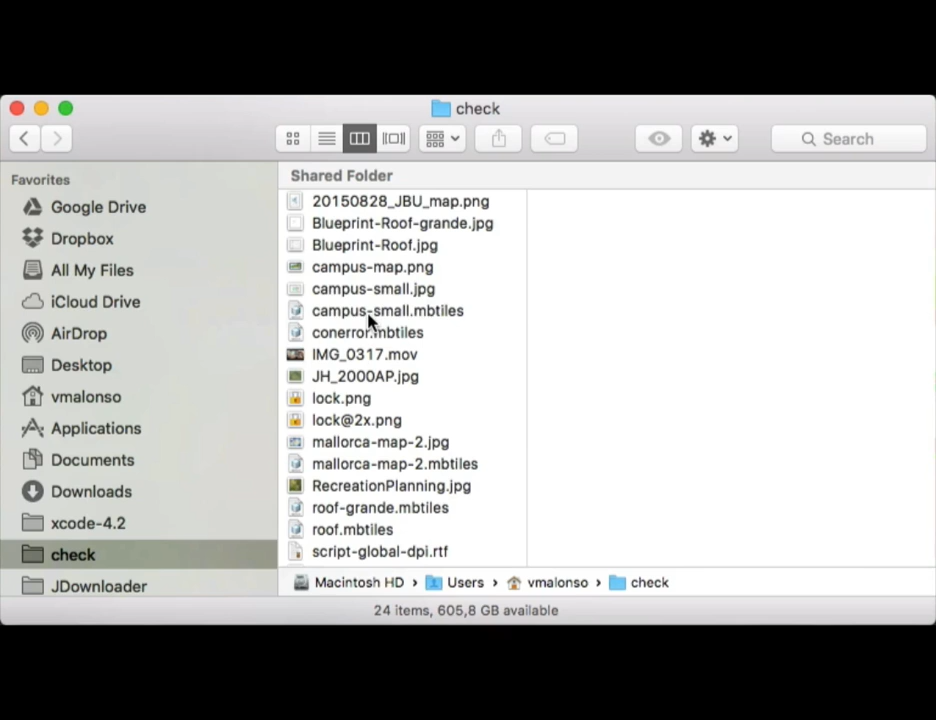 check
Search
Favorites
Google Drive
Dropbox
All My Files
iCloud Drive
AirDrop
Desktop
vmalonso
Applications
Documents
Downloads
xcode-4.2
check
JDownloader
Shared Folder
20150828_JBU_map.png
Blueprint-Roof-grande.jpg
Blueprint-Roof.jpg
campus-map.png
campus-small.jpg
campus-small.mbtiles
conerror.mbtiles
IMG_0317.mov
JH_2000AP.jpg
lock.png
lock@2x.png
mallorca-map-2.jpg
mallorca-map-2.mbtiles
RecreationPlanning.jpg
roof-grande.mbtiles
roof.mbtiles
script-global-dpi.rtf
Macintosh HD › Users › vmalonso › check
24 items, 605,8 GB available